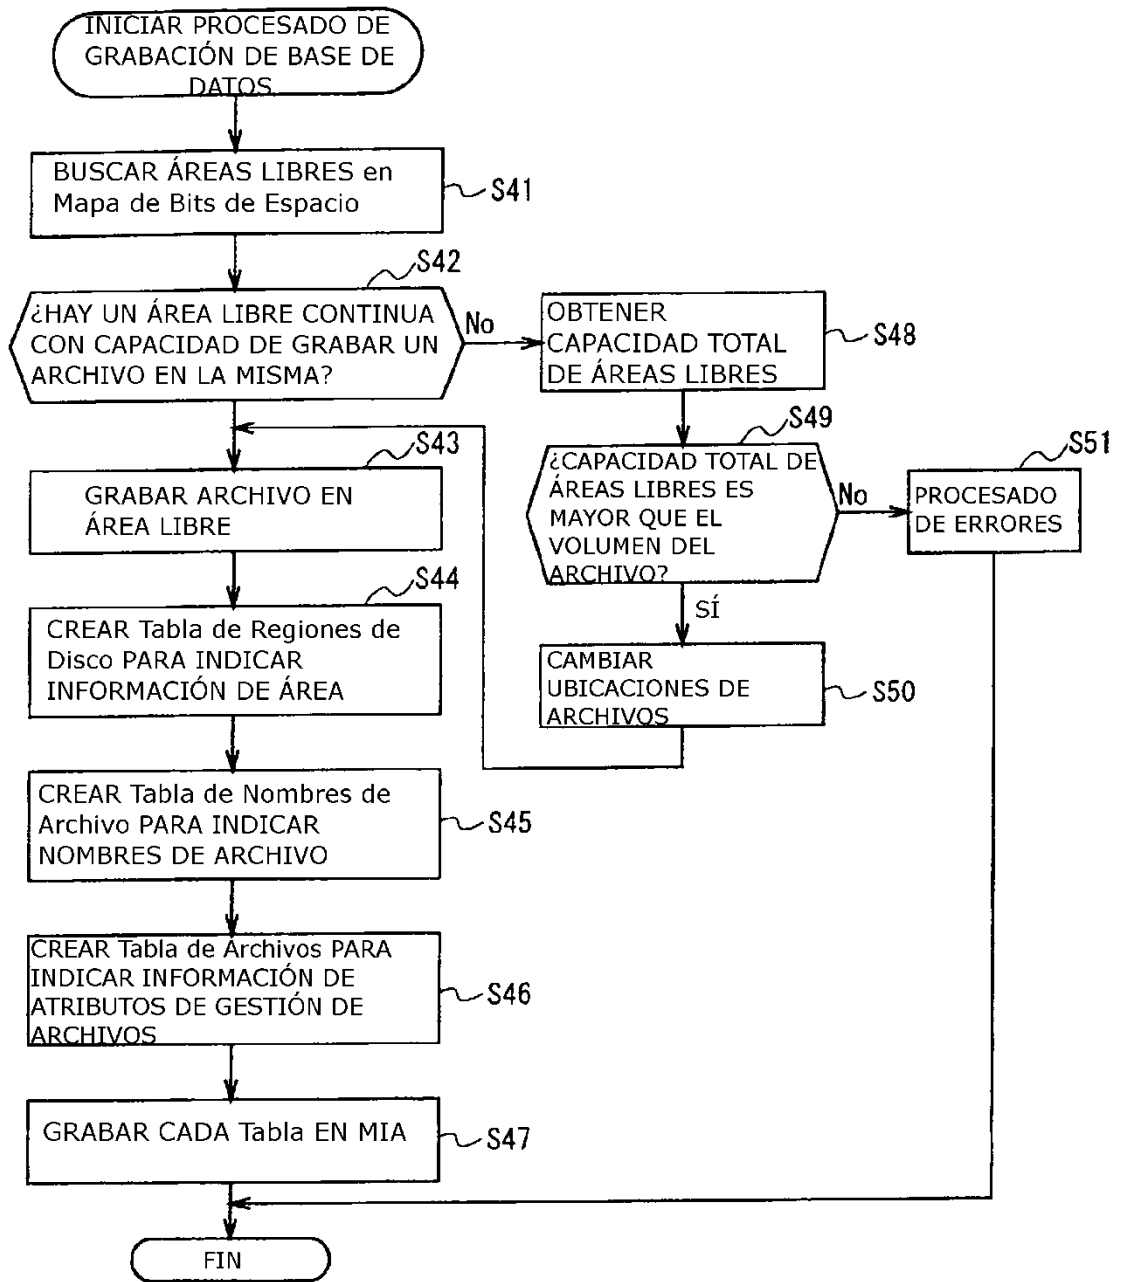 INICIAR PROCESADO DE
GRABACIÓN DE BASE DE
DATOS
BUSCAR ÁREAS LIBRES en
Mapa de Bits de Espacio
S41
S42
¿HAY UN ÁREA LIBRE CONTINUA
CON CAPACIDAD DE GRABAR UN
ARCHIVO EN LA MISMA?
No
OBTENER
CAPACIDAD TOTAL
DE ÁREAS LIBRES
S48
S43
GRABAR ARCHIVO EN
ÁREA LIBRE
S49
¿CAPACIDAD TOTAL DE
ÁREAS LIBRES ES
MAYOR QUE EL
VOLUMEN DEL
ARCHIVO?
No
S51
PROCESADO
DE ERRORES
SÍ
S44
CREAR Tabla de Regiones de
Disco PARA INDICAR
INFORMACIÓN DE ÁREA
CAMBIAR
UBICACIONES DE
ARCHIVOS
S50
CREAR Tabla de Nombres de
Archivo PARA INDICAR
NOMBRES DE ARCHIVO
S45
CREAR Tabla de Archivos PARA
INDICAR INFORMACIÓN DE
ATRIBUTOS DE GESTIÓN DE
ARCHIVOS
S46
GRABAR CADA Tabla EN MIA
S47
FIN